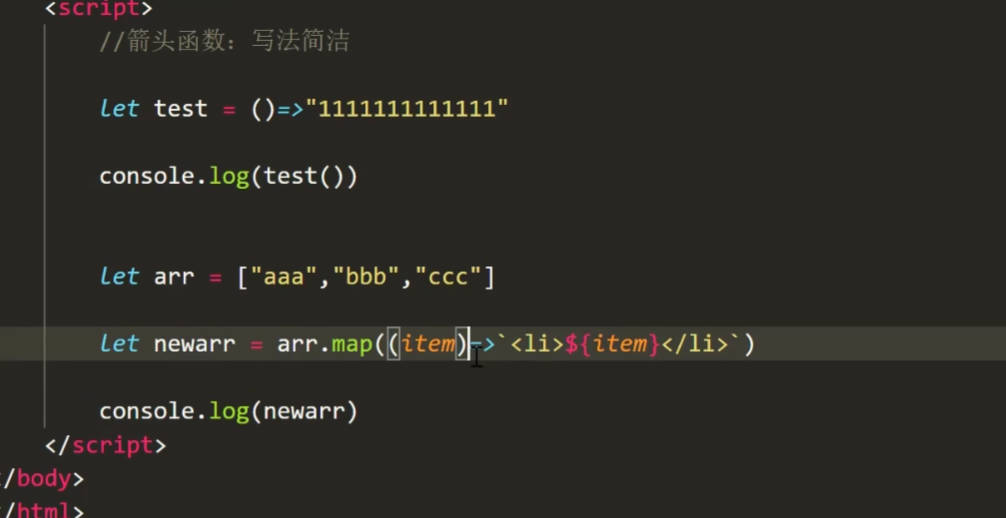 <script>
//箭头函数：写法简洁
let test = ()=>"1111111111111"
console.log(test())
let arr = ["aaa","bbb","ccc"]
let newarr = arr.map((item)=>`<li>${item}</li>`)
console.log(newarr)
</script>
/body>
/html>